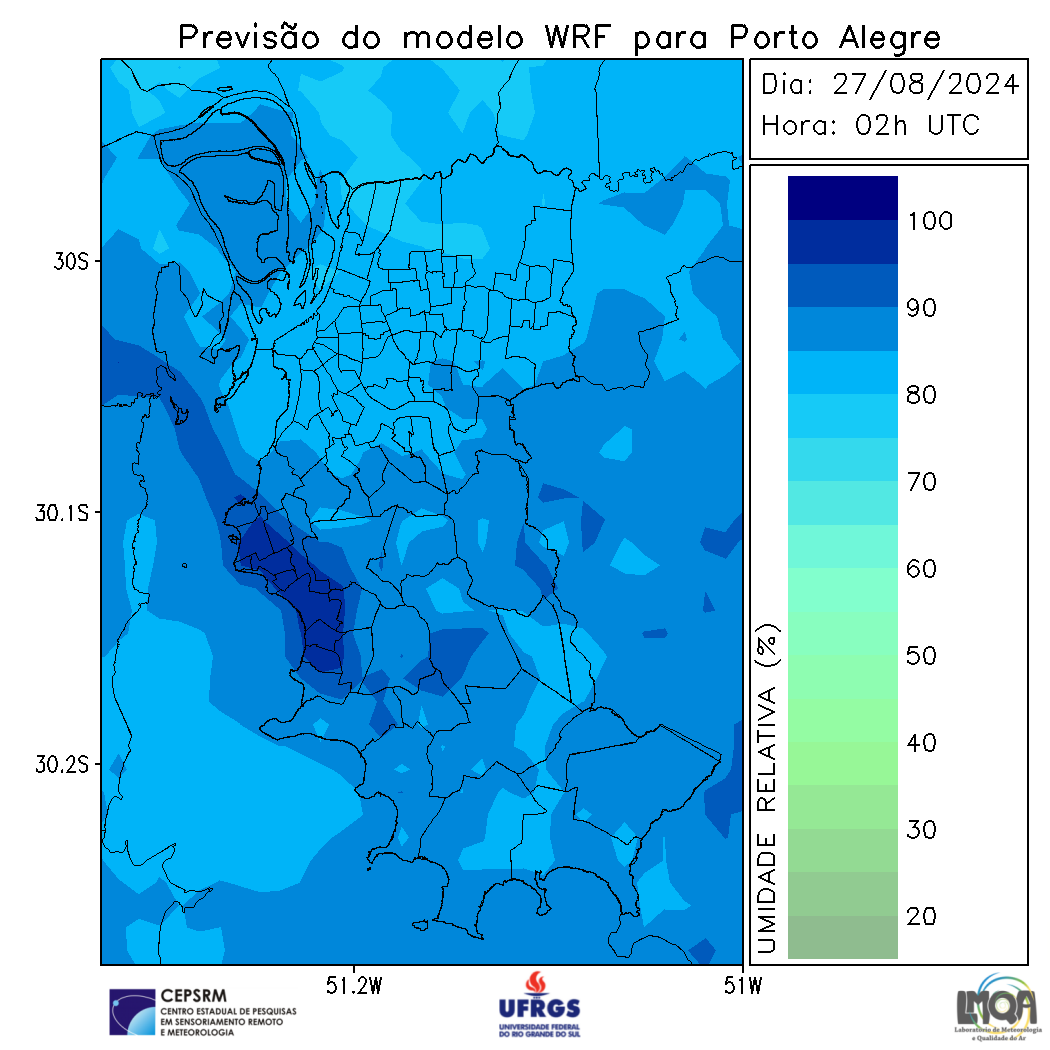 Previsão do modelo WRF para Porto Alegre
Dia: 27/08/2024
Hora: 02h UTC
30S
30.1S
30.2S
51.2W
51W
100
90
80
70
60
50
40
30
20
UMIDADE RELATIVA (%)
CEPSRM
CENTRO ESTADUAL DE PESQUISAS
EM SENSORIAMENTO REMOTO
E METEOROLOGIA
UFRGS
UNIVERSIDADE FEDERAL
DO RIO GRANDE DO SUL
LMQA
Laboratório de Meteorologia
e Qualidade do Ar